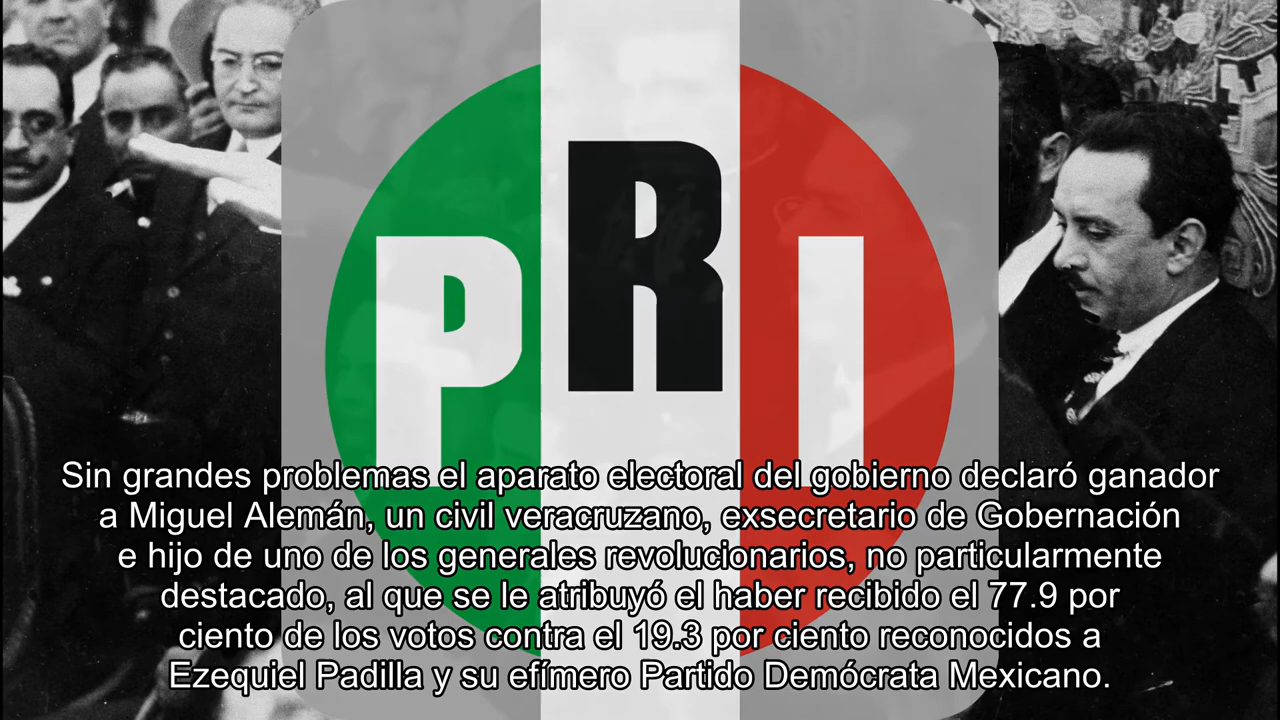 PRI
Sin grandes problemas el aparato electoral del gobierno declaró ganador
a Miguel Alemán, un civil veracruzano, exsecretario de Gobernación
e hijo de uno de los generales revolucionarios, no particularmente
destacado, al que se le atribuyó el haber recibido el 77.9 por
ciento de los votos contra el 19.3 por ciento reconocidos a
Ezequiel Padilla y su efímero Partido Demócrata Mexicano.